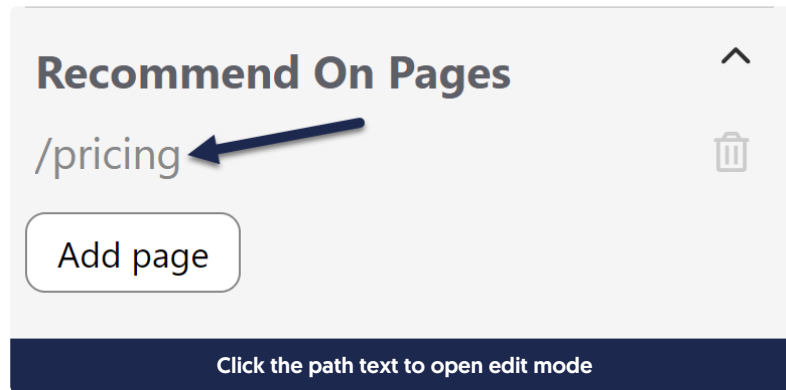 Recommend On Pages
/pricing
Add page
Click the path text to open edit mode